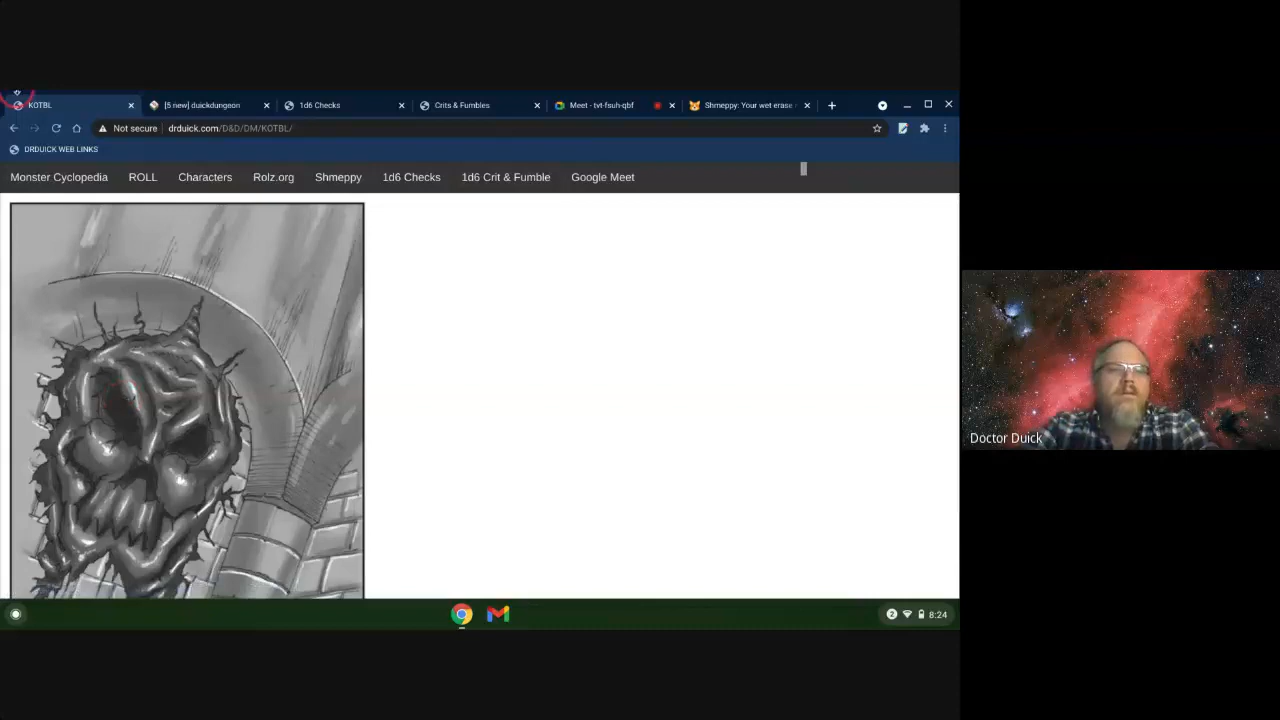 KOTBL
[5 new] duickdungeon
1d6 Checks
Crits & Fumbles
Meet - tvt-fsuh-qbf
Shmeppy: Your wet erase
Not secure
drduick.com/D&D/DM/KOTBL/
DRDUICK WEB LINKS
Monster Cyclopedia ROLL Characters Rolz.org Shmeppy 1d6 Checks 1d6 Crit & Fumble Google Meet
Doctor Duick
2 8:24